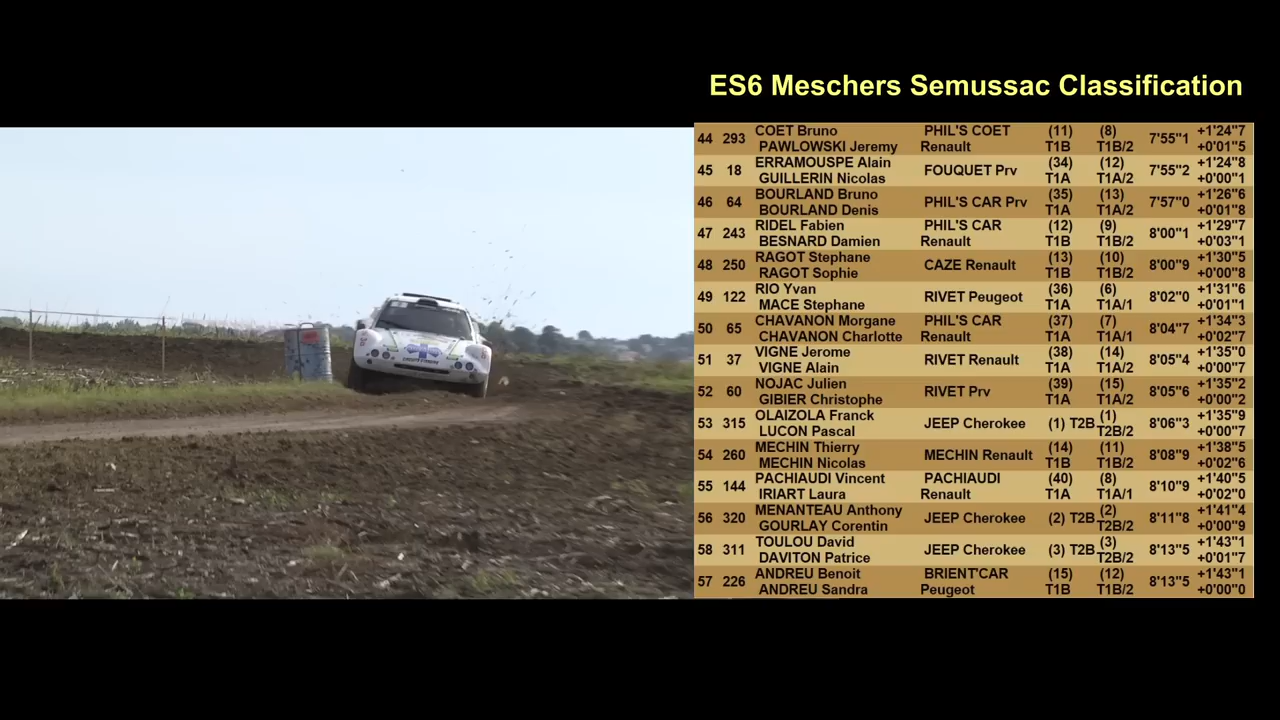 ES6 Meschers Semussac Classification
44 293 COET Bruno PHIL'S COET (11) (8) 7'55"1 +1'24"7
PAWLOWSKI Jeremy Renault T1B T1B/2 +0'01"5
45 18 ERRAMOUSPE Alain FOUQUET Prv (34) (12) 7'55"2 +1'24"8
GUILLERIN Nicolas T1A T1A/2 +0'00"1
46 64 BOURLAND Bruno PHIL'S CAR Prv (35) (13) 7'57"0 +1'26"6
BOURLAND Denis T1A T1A/2 +0'01"8
47 243 RIDEL Fabien PHIL'S CAR (12) (9) 8'00"1 +1'29"7
BESNARD Damien Renault T1B T1B/2 +0'03"1
48 250 RAGOT Stephane CAZE Renault (13) (10) 8'00"9 +1'30"5
RAGOT Sophie T1B T1B/2 +0'00"8
49 122 RIO Yvan RIVET Peugeot (36) (6) 8'02"0 +1'31"6
MACE Stephane T1A T1A/1 +0'01"1
50 65 CHAVANON Morgane PHIL'S CAR (37) (7) 8'04"7 +1'34"3
CHAVANON Charlotte Renault T1A T1A/1 +0'02"7
51 37 VIGNE Jerome RIVET Renault (38) (14) 8'05"4 +1'35"0
VIGNE Alain T1A T1A/2 +0'00"7
52 60 NOJAC Julien RIVET Prv (39) (15) 8'05"6 +1'35"2
GIBIER Christophe T1A T1A/2 +0'00"2
53 315 OLAIZOLA Franck JEEP Cherokee (1) T2B (1) 8'06"3 +1'35"9
LUCON Pascal T2B/2 +0'00"7
54 260 MECHIN Thierry MECHIN Renault (14) (11) 8'08"9 +1'38"5
MECHIN Nicolas T1B T1B/2 +0'02"6
55 144 PACHIAUDI Vincent PACHIAUDI (40) (8) 8'10"9 +1'40"5
IRIART Laura Renault T1A T1A/1 +0'02"0
56 320 MENANTEAU Anthony JEEP Cherokee (2) T2B (2) 8'11"8 +1'41"4
GOURLAY Corentin T2B/2 +0'00"9
58 311 TOULOU David JEEP Cherokee (3) T2B (3) 8'13"5 +1'43"1
DAVITON Patrice T2B/2 +0'01"7
57 226 ANDREU Benoit BRIENT'CAR (15) (12) 8'13"5 +1'43"1
ANDREU Sandra Peugeot T1B T1B/2 +0'00"0